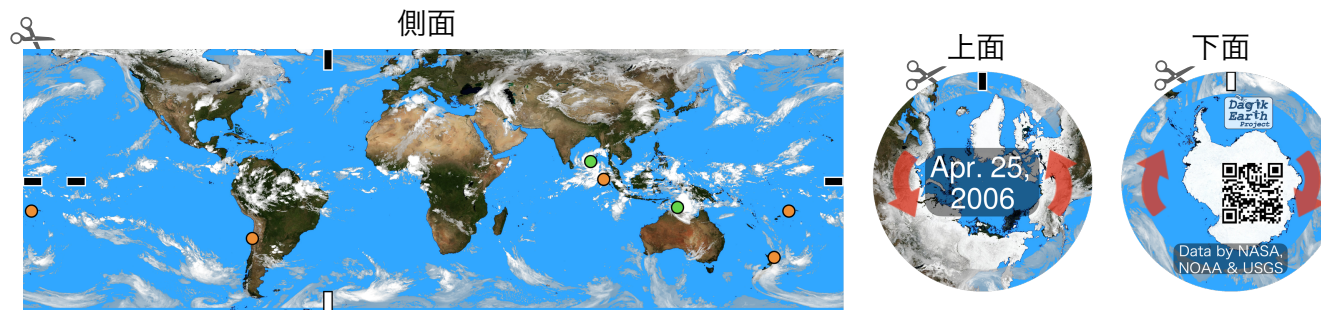 側面
上面
Apr. 25,
2006
下面
Dagik
Earth
Project
Data by NASA,
NOAA & USGS